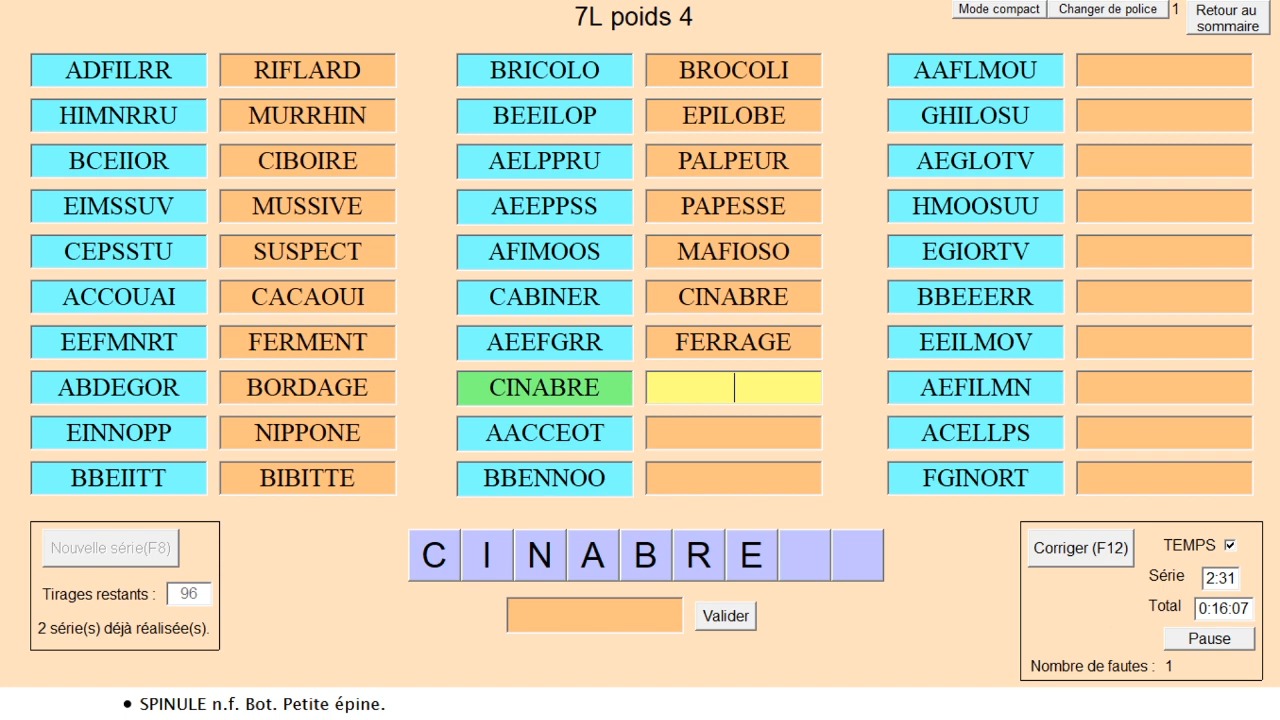 7L poids 4
Mode compact Changer de police 1 Retour au sommaire
ADFILRR RIFLARD BRICOLO BROCOLI AAFLMOU
HIMNRRU MURRHIN BEEILOP EPILOBE GHILOSU
BCEIIOR CIBOIRE AELPPRU PALPEUR AEGLOTV
EIMSSUV MUSSIVE AEEPPSS PAPESSE HMOOSUU
CEPSSTU SUSPECT AFIMOOS MAFIOSO EGIORTV
ACCOUAI CACAOUI CABINER CINABRE BBEEERR
EEFMNRT FERMENT AEEFGRR FERRAGE EEILMOV
ABDEGOR BORDAGE CINABRE AEFILMN
EINNOPP NIPPONE AACCEOT ACELLPS
BBEIITT BIBITTE BBENNOO FGINORT
Nouvelle série(F8)
Tirages restants : 96
2 série(s) déjà réalisée(s).
C I N A B R E
Valider
Corriger (F12) TEMPS
Série 2:31
Total 0:16:07
Pause
Nombre de fautes : 1
• SPINULE n.f. Bot. Petite épine.